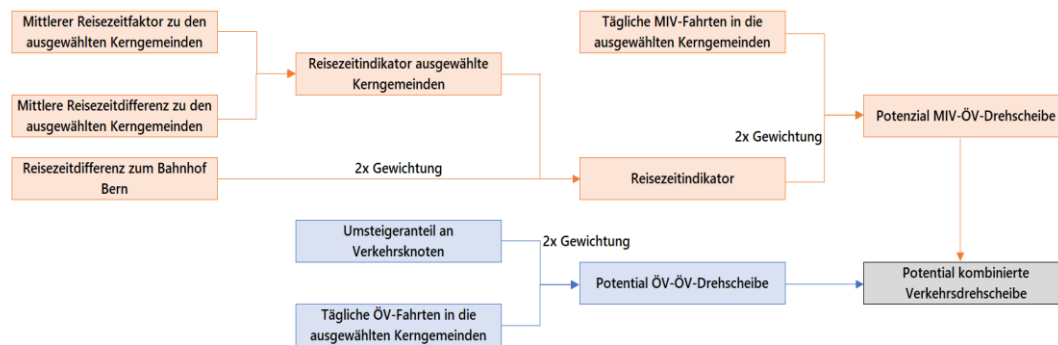 Mittlerer Reisezeitfaktor zu den
ausgewählten Kerngemeinden
Mittlere Reisezeitdifferenz zu den
ausgewählten Kerngemeinden
Reisezeitindikator ausgewählte
Kerngemeinden
Reisezeitdifferenz zum Bahnhof
Bern
2x Gewichtung
Tägliche MIV-Fahrten in die
ausgewählten Kerngemeinden
Reisezeitindikator
2x Gewichtung
Potenzial MIV-ÖV-Drehscheibe
Umsteigeranteil an
Verkehrsknoten
2x Gewichtung
Tägliche ÖV-Fahrten in die
ausgewählten Kerngemeinden
Potential ÖV-ÖV-Drehscheibe
Potential kombinierte
Verkehrsdrehscheibe